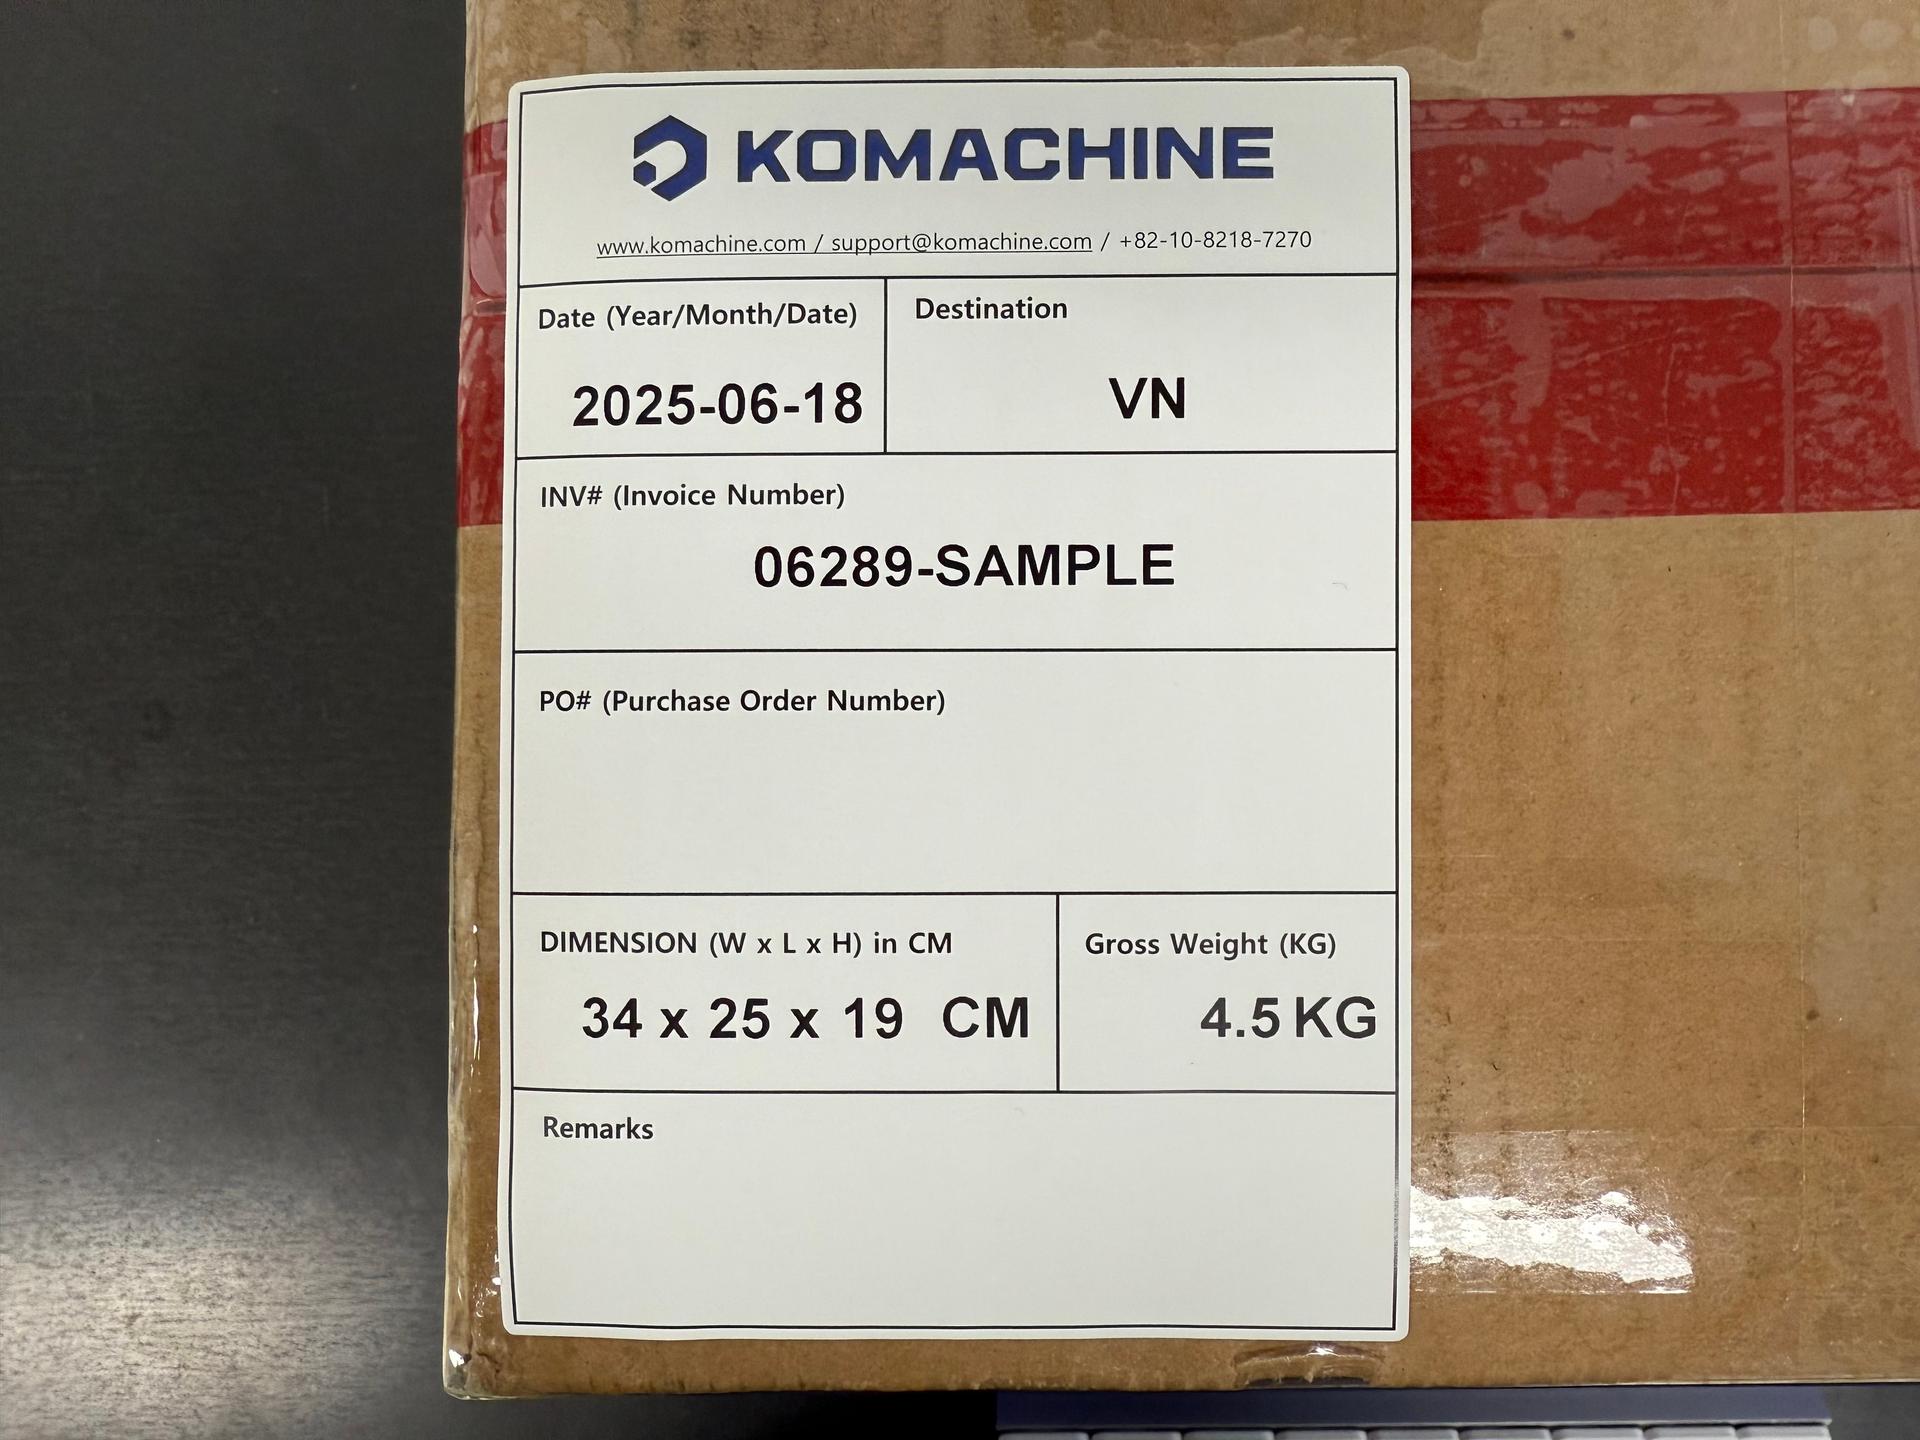 KOMACHINE
www.komachine.com / support@komachine.com / +82-10-8218-7270
Date (Year/Month/Date)
2025-06-18
Destination
VN
INV# (Invoice Number)
06289-SAMPLE
PO# (Purchase Order Number)
DIMENSION (W x L x H) in CM
34 x 25 x 19 CM
Gross Weight (KG)
4.5 KG
Remarks